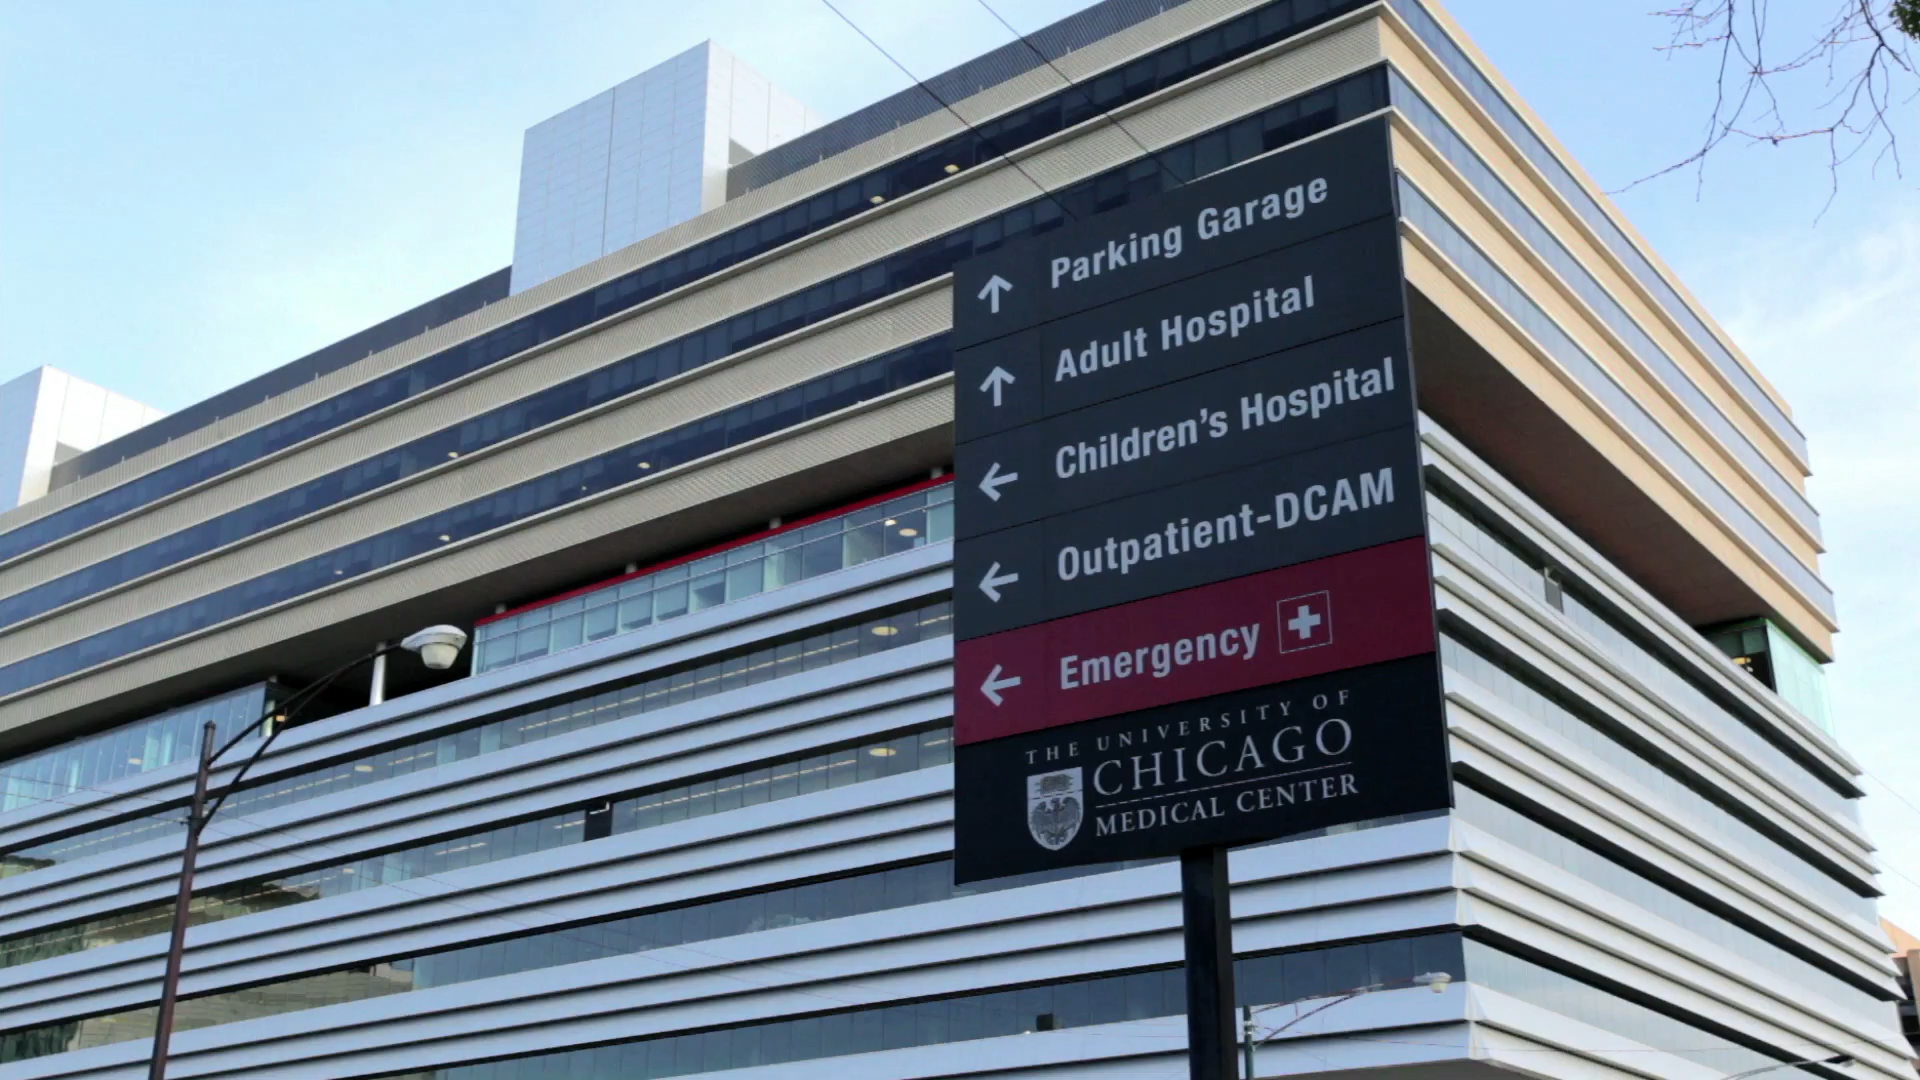 Parking Garage
Adult Hospital
Children's Hospital
Outpatient-DCAM
Emergency
THE UNIVERSITY OF
CHICAGO
MEDICAL CENTER